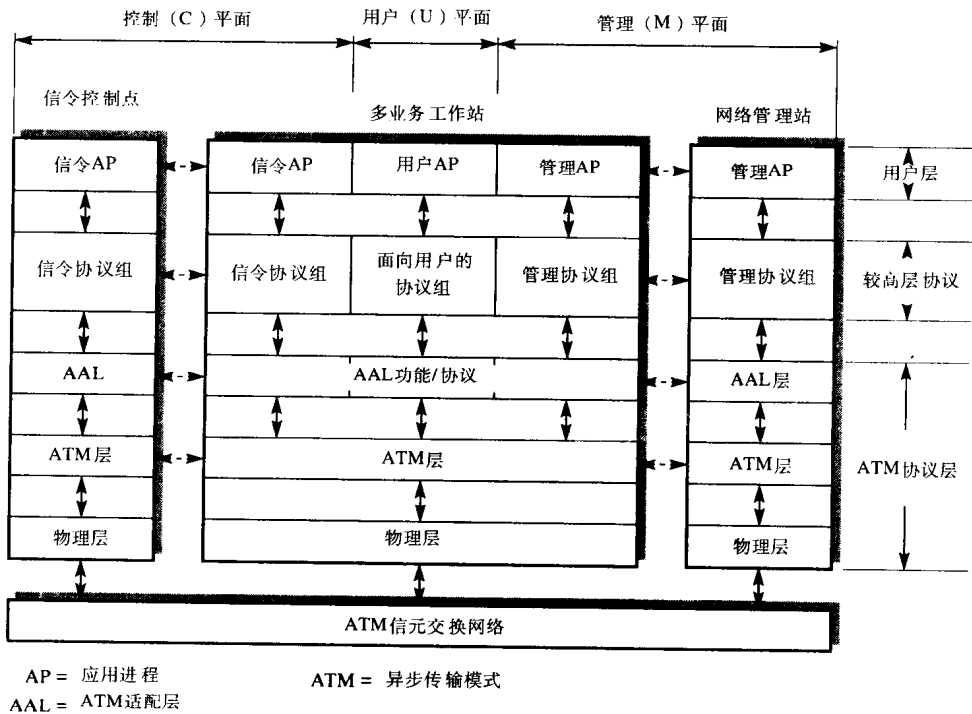 控制（C）平面 用户（U）平面 管理（M）平面
信令控制点 多业务工作站 网络管理站
信令AP 信令AP 用户AP 管理AP 管理AP 用户层
信令协议组 信令协议组 面向用户的 管理协议组 管理协议组 较高层协议
协议组
AAL AAL功能/协议 AAL层
ATM层 ATM层 ATM层 ATM协议层
物理层 物理层 物理层
ATM信元交换网络
AP = 应用进程 ATM = 异步传输模式
AAL = ATM适配层